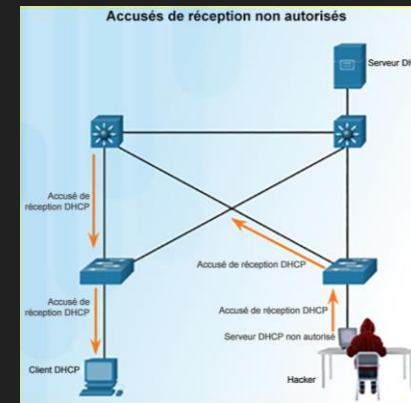 Accusés de réception non autorisés
Serveur DH
Accusé de
réception DHCP
Accusé de réception DHCP
Accusé de
réception DHCP
Accusé de réception DHCP
Serveur DHCP non autorisé
Client DHCP
Hacker